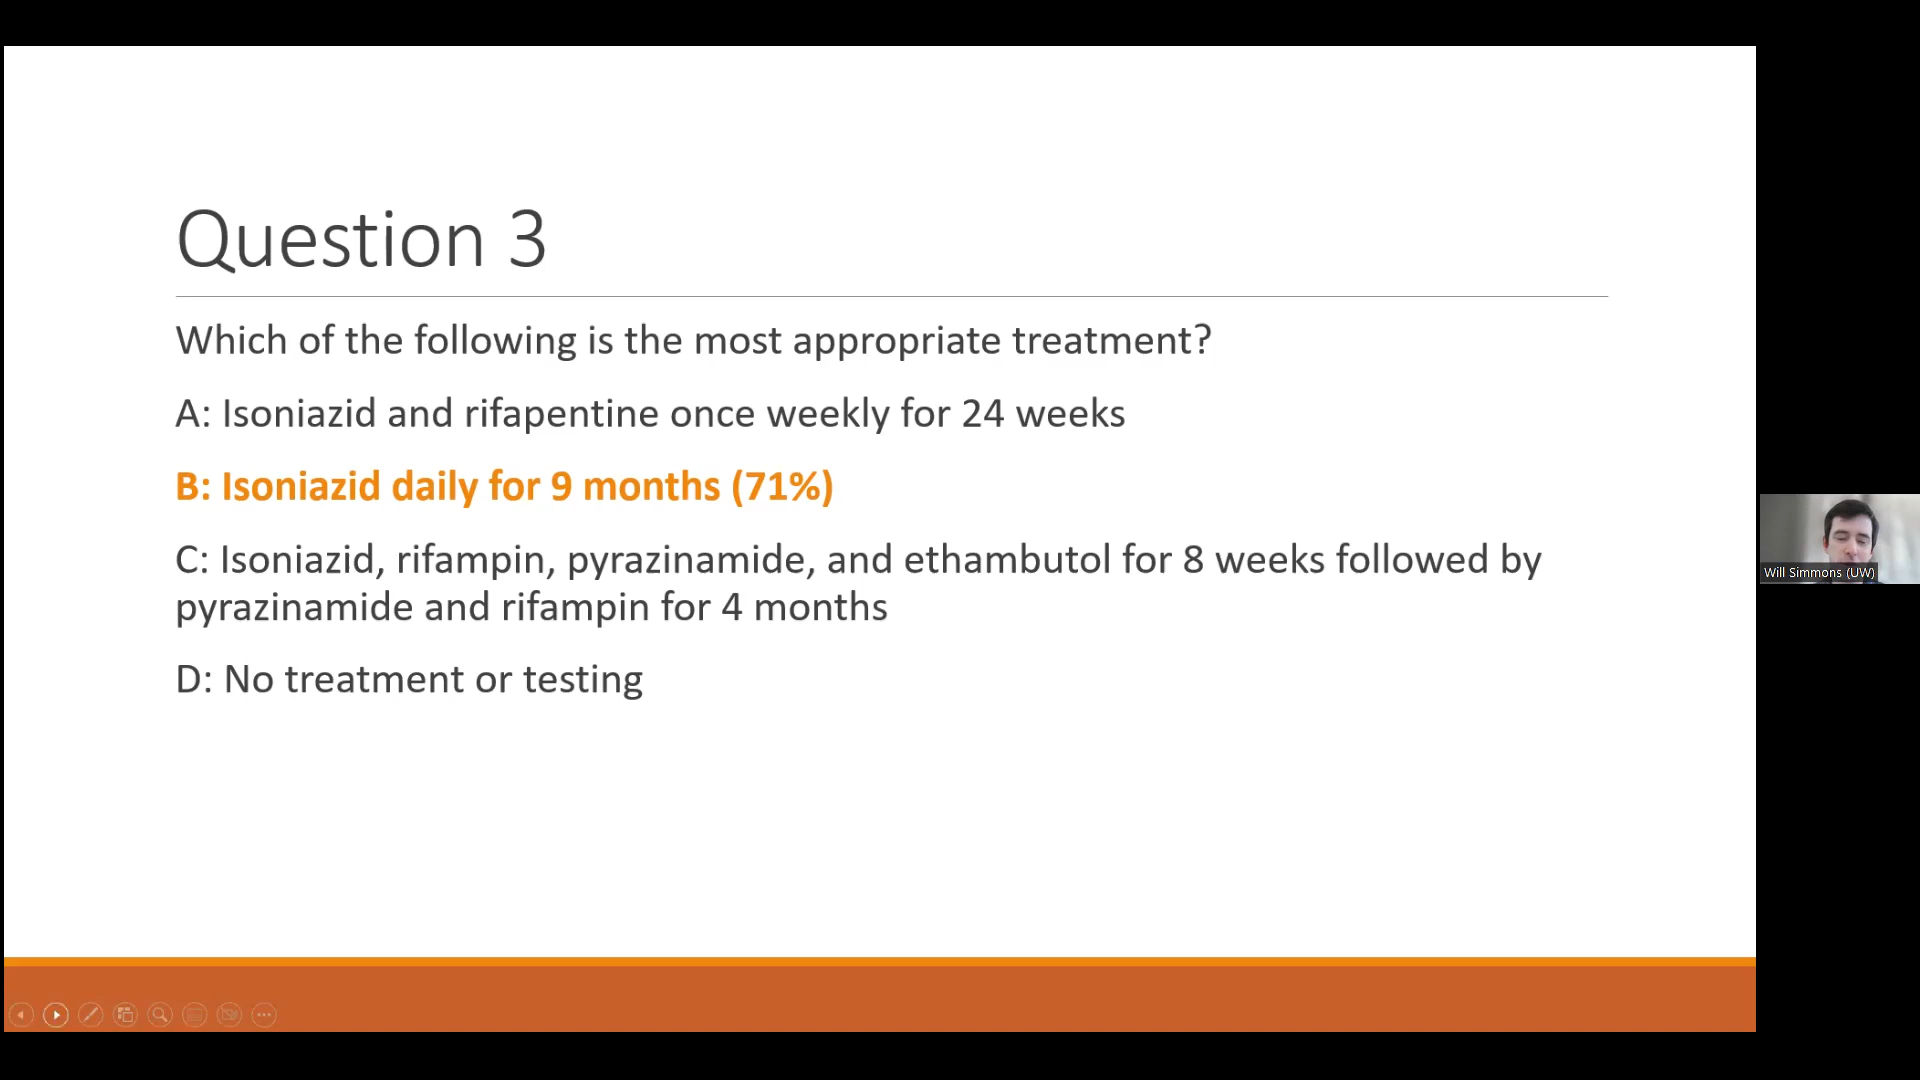 Question 3
Which of the following is the most appropriate treatment?
A: Isoniazid and rifapentine once weekly for 24 weeks
B: Isoniazid daily for 9 months (71%)
C: Isoniazid, rifampin, pyrazinamide, and ethambutol for 8 weeks followed by
pyrazinamide and rifampin for 4 months
D: No treatment or testing
Will Simmons (UW)